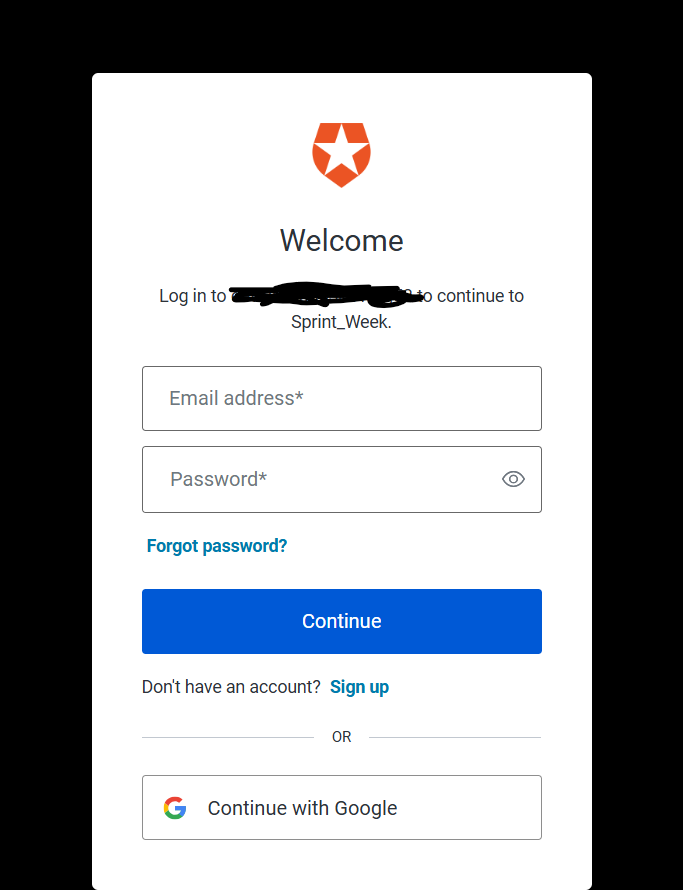 Welcome
Log in to to continue to
Sprint_Week.
Email address*
Password*
Forgot password?
Continue
Don't have an account? Sign up
OR
Continue with Google